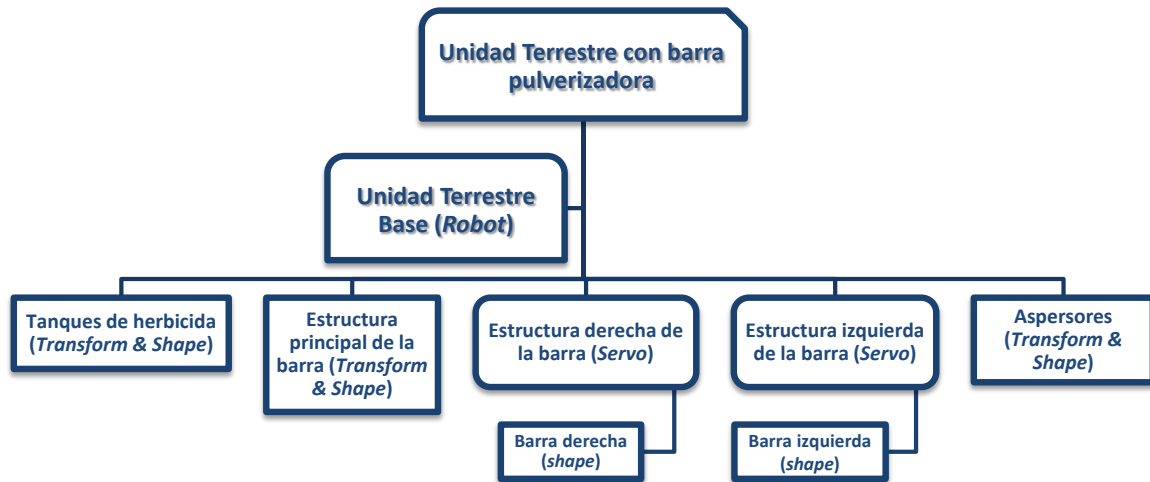 Unidad Terrestre con barra
pulverizadora
Unidad Terrestre
Base (Robot)
Tanques de herbicida
(Transform & Shape)
Estructura
principal de la
barra (Transform
& Shape)
Estructura derecha de
la barra (Servo)
Estructura izquierda
de la barra (Servo)
Aspersores
(Transform &
Shape)
Barra derecha
(shape)
Barra izquierda
(shape)